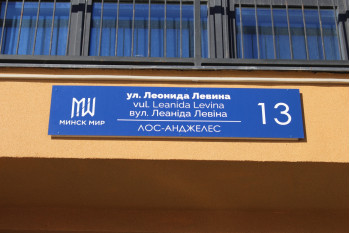 ул. Леонида Левина
vul. Leanida Levina
вул. Леаніда Левіна
ЛОС-АНДЖЕЛЕС
13
МИНСК МИР